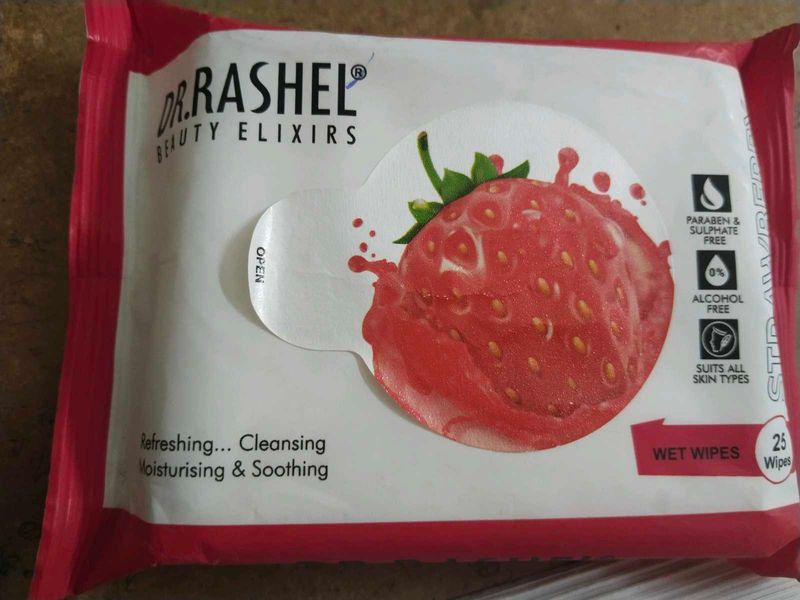 DR.RASHEL®
BEAUTY ELIXIRS
OPEN
PARABEN &
SULPHATE
FREE
0%
ALCOHOL
FREE
SUITS ALL
SKIN TYPES
STRAWBERRY
Refreshing... Cleansing
Moisturising & Soothing
WET WIPES
25
Wipes